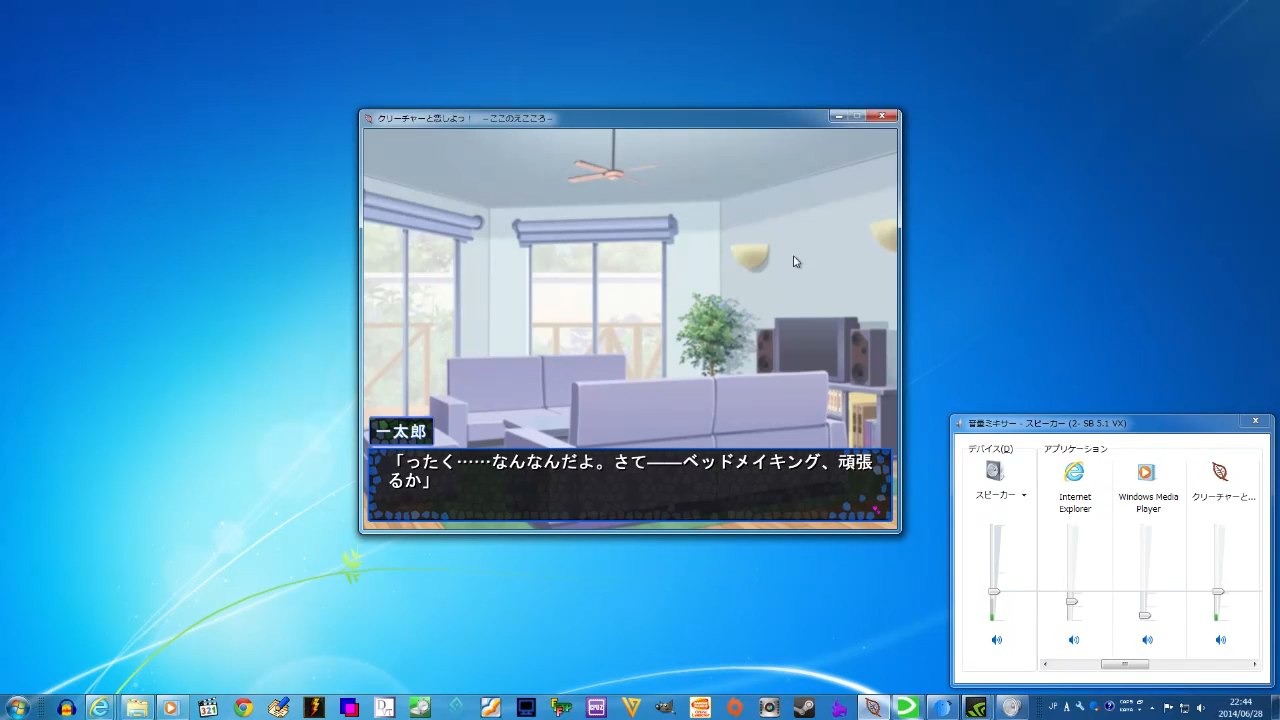 クリーチャーと恋しよっ！ －ここのえこころ－
一太郎
「ったく……なんなんだよ。さて――ベッドメイキング、頑張
るか」
音量ミキサー - スピーカー (2- SB 5.1 VX)
デバイス(D)
アプリケーション
スピーカー
Internet
Explorer
Windows Media
Player
クリーチャーと...
321
JP
22:44
2014/06/28